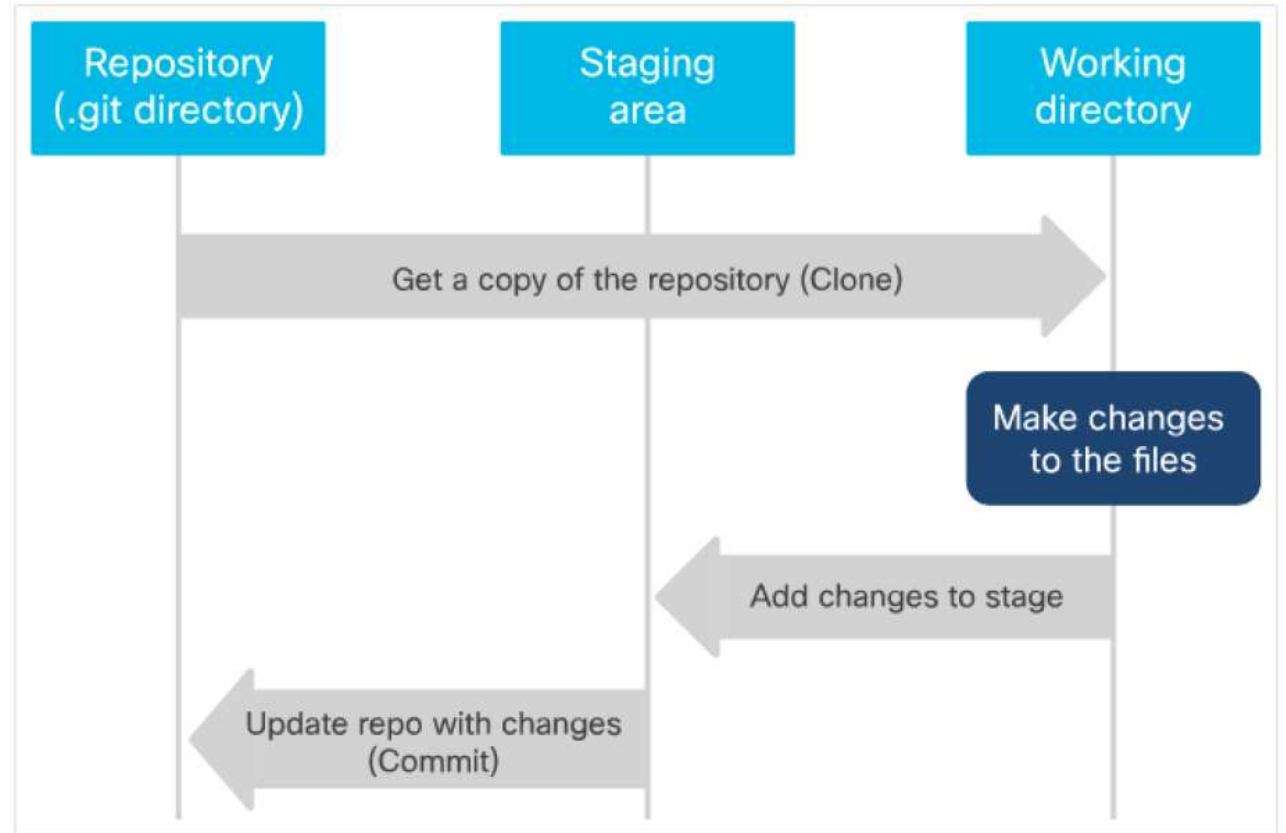 Repository
(.git directory)
Staging
area
Working
directory
Get a copy of the repository (Clone)
Make changes
to the files
Add changes to stage
Update repo with changes
(Commit)